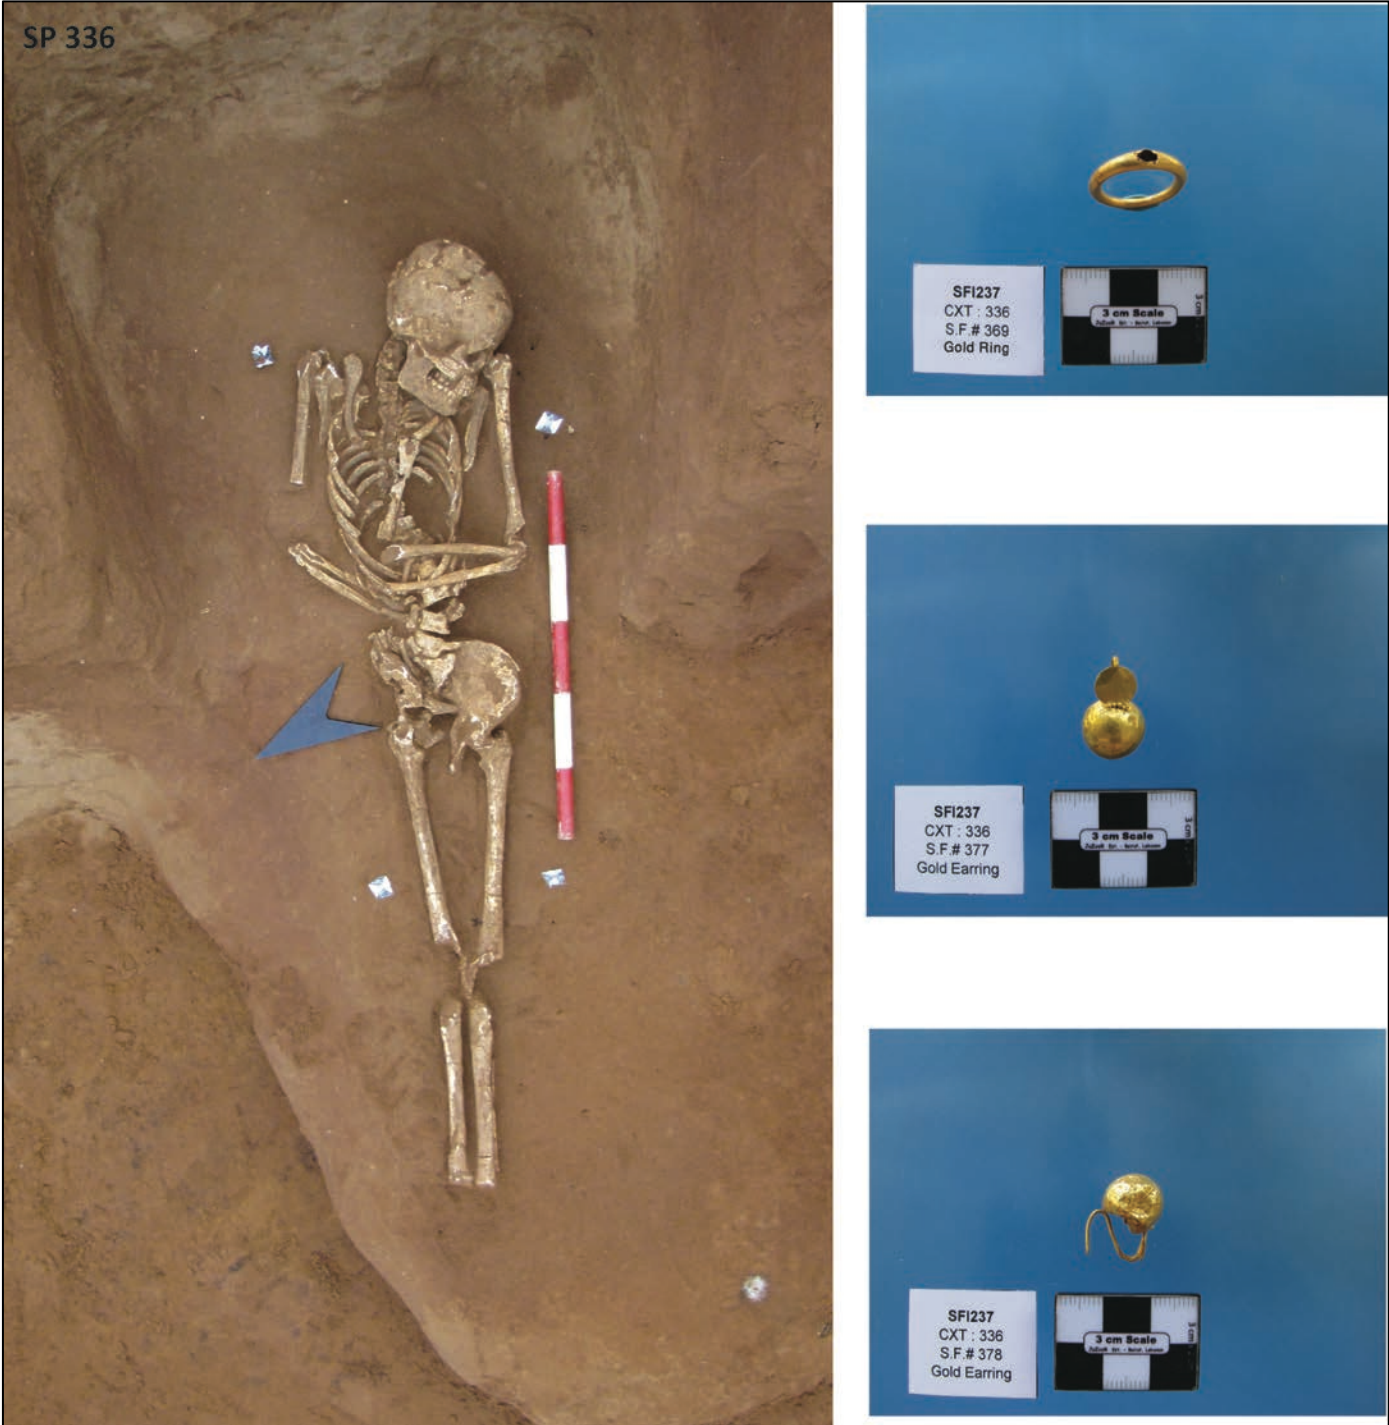 SP 336
SFI237
CXT : 336
S.F.# 369
Gold Ring
3 cm Scale
3 cm
SFI237
CXT : 336
S.F.# 377
Gold Earring
3 cm Scale
3 cm
SFI237
CXT : 336
S.F.# 378
Gold Earring
3 cm Scale
3 cm